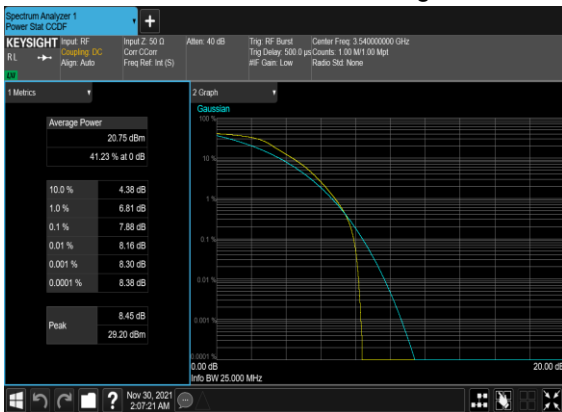 Spectrum Analyzer 1
Power Stat CCDF
+
KEYSIGHT
RL
LV
Input: RF
Coupling: DC
Align: Auto
Input Z: 50 Ω
Corr CCorr
Freq Ref: Int (S)
Atten: 40 dB
Trig: RF Burst
Trig Delay: 500.0 µs
#IF Gain: Low
Center Freq: 3.540000000 GHz
Counts: 1.00 M/1.00 Mpt
Radio Std: None
1 Metrics
Average Power
20.75 dBm
41.23 % at 0 dB
10.0 % 4.38 dB
1.0 % 6.81 dB
0.1 % 7.88 dB
0.01 % 8.16 dB
0.001 % 8.30 dB
0.0001 % 8.38 dB
Peak
8.45 dB
29.20 dBm
2 Graph
Gaussian
100 %
10 %
1 %
0.1 %
0.01 %
0.001 %
0.0001 %
0.00 dB 20.00 dB
Info BW 25.000 MHz
?
Nov 30, 2021
2:07:21 AM